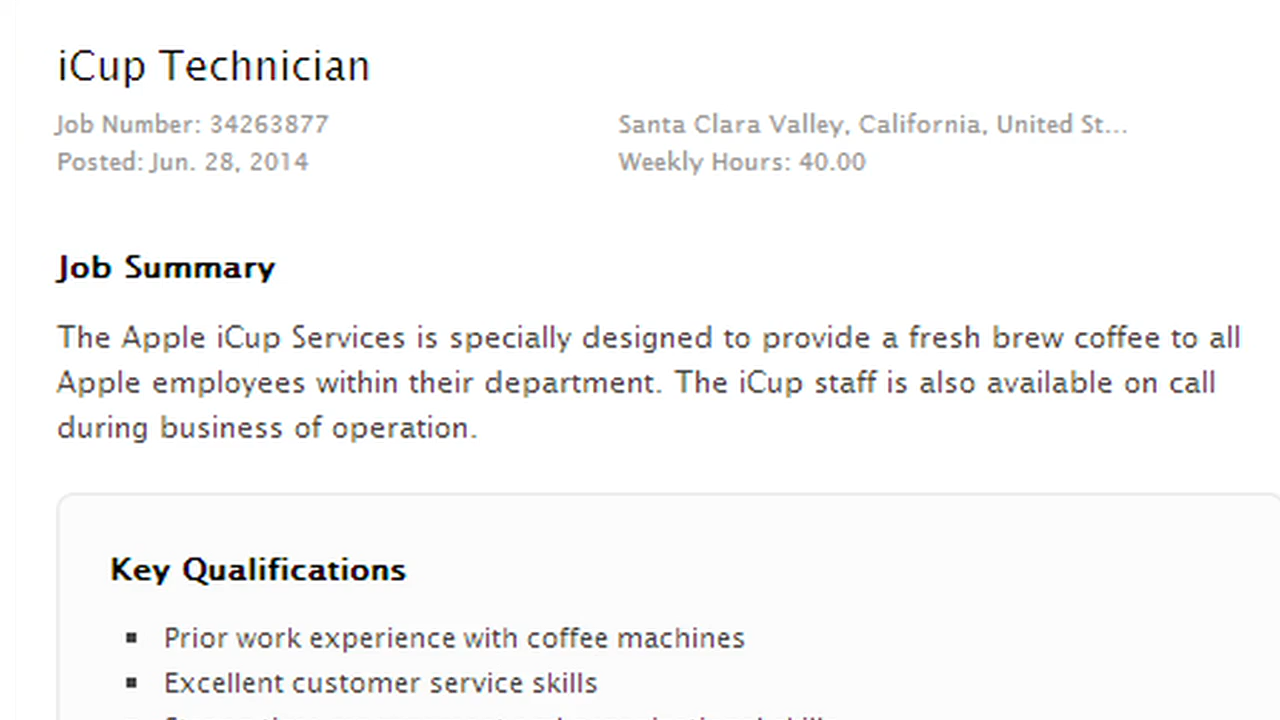 iCup Technician
Job Number: 34263877
Santa Clara Valley, California, United St...
Posted: Jun. 28, 2014
Weekly Hours: 40.00
Job Summary
The Apple iCup Services is specially designed to provide a fresh brew coffee to all
Apple employees within their department. The iCup staff is also available on call
during business of operation.
Key Qualifications
Prior work experience with coffee machines
Excellent customer service skills